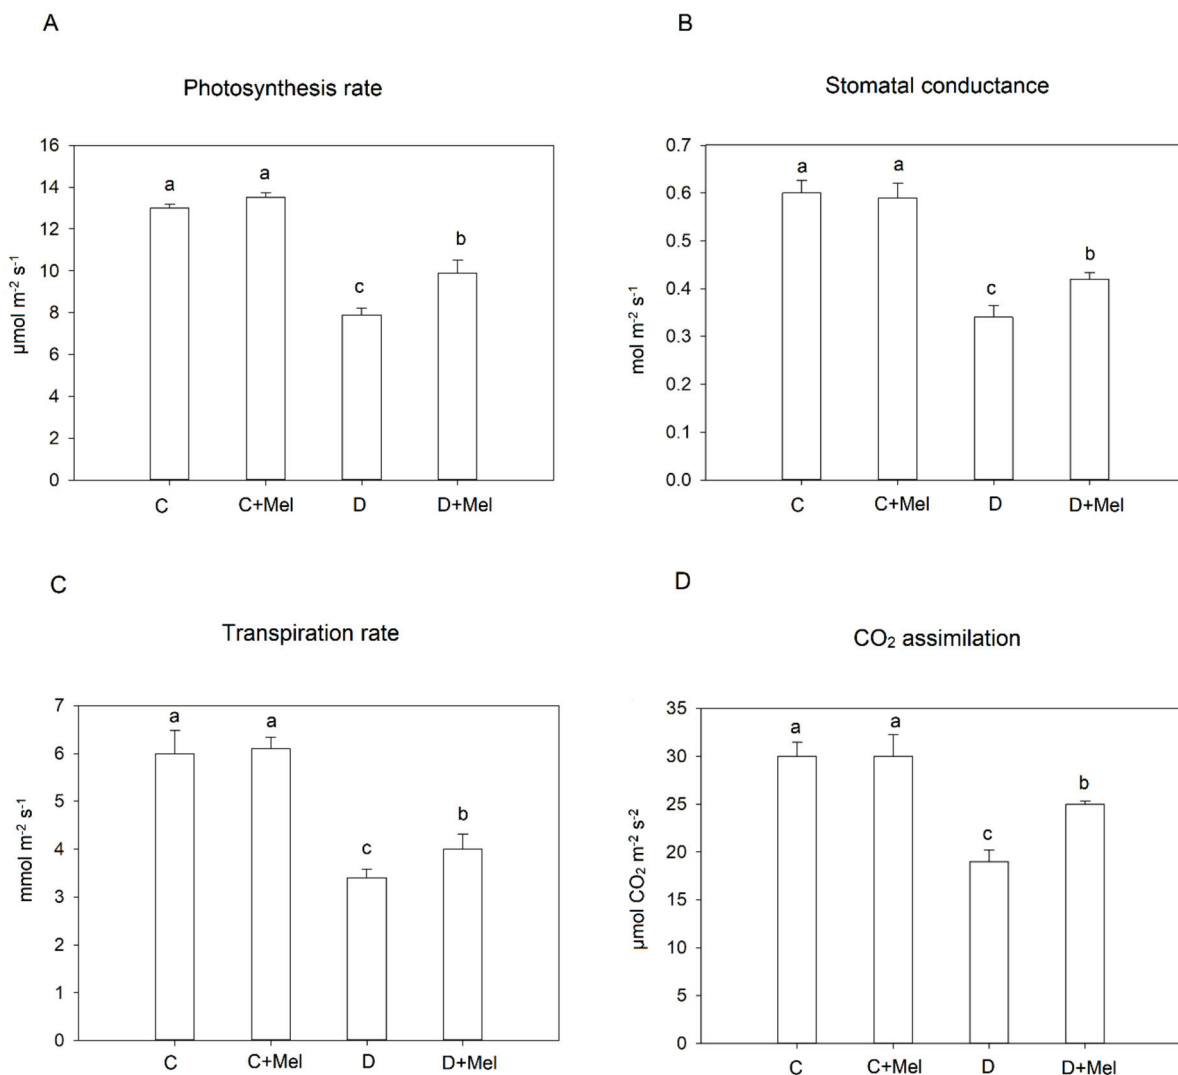 A
Photosynthesis rate
16
14
12
10
8
6
4
2
0
µmol m-2 s-1
a
a
c
b
C
C+Mel
D
D+Mel
B
Stomatal conductance
0.7
0.6
0.5
0.4
0.3
0.2
0.1
0.0
mol m-2 s-1
a
a
c
b
C
C+Mel
D
D+Mel
C
Transpiration rate
7
6
5
4
3
2
1
0
mmol m-2 s-1
a
a
c
b
C
C+Mel
D
D+Mel
D
CO2 assimilation
35
30
25
20
15
10
5
0
µmol CO2 m-2 s-2
a
a
c
b
C
C+Mel
D
D+Mel